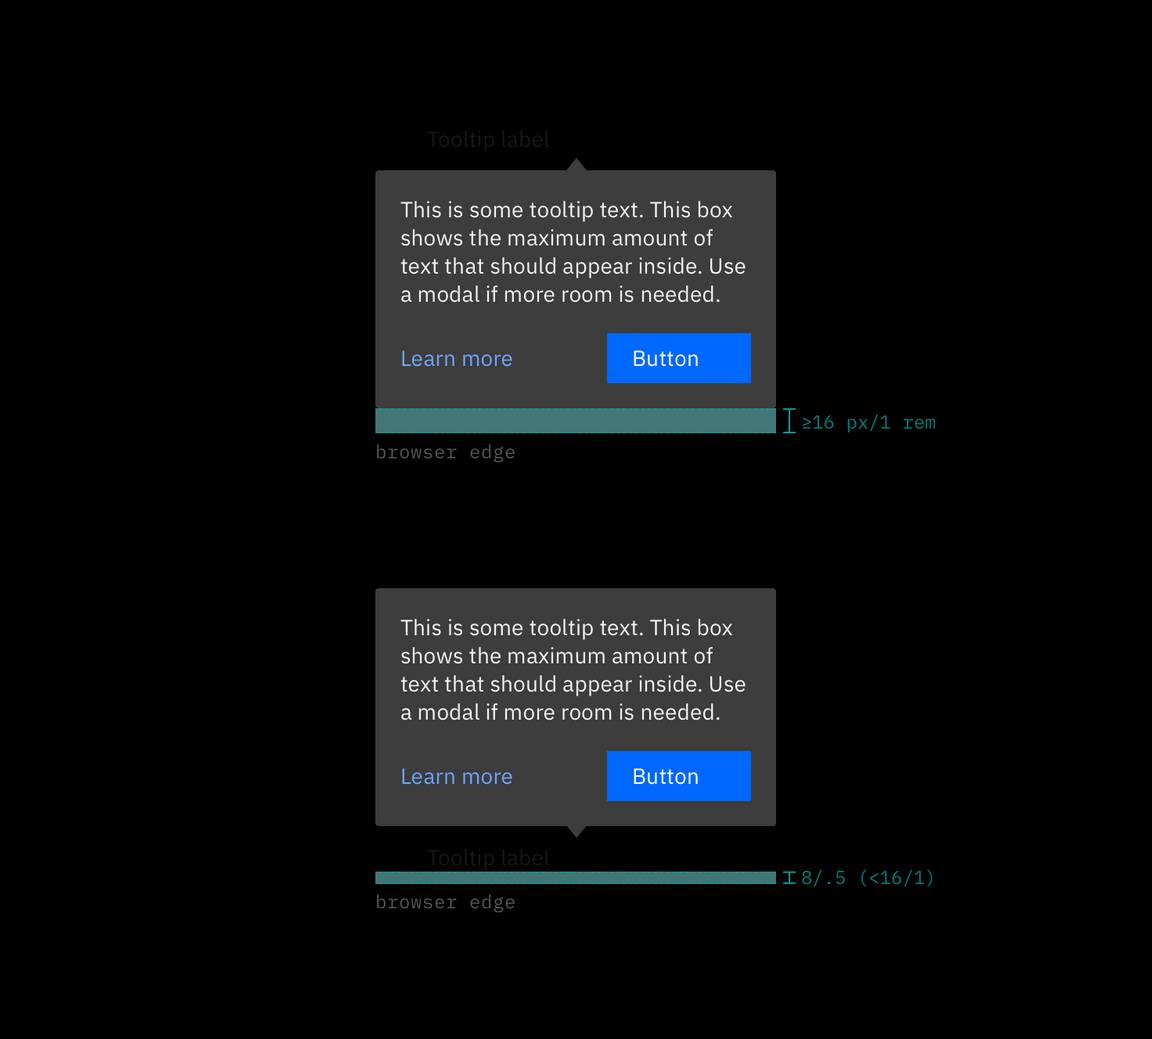 Tooltip label
This is some tooltip text. This box
shows the maximum amount of
text that should appear inside. Use
a modal if more room is needed.
Learn more
Button
≥16 px/1 rem
browser edge
This is some tooltip text. This box
shows the maximum amount of
text that should appear inside. Use
a modal if more room is needed.
Learn more
Button
Tooltip label
8/.5 (<16/1)
browser edge